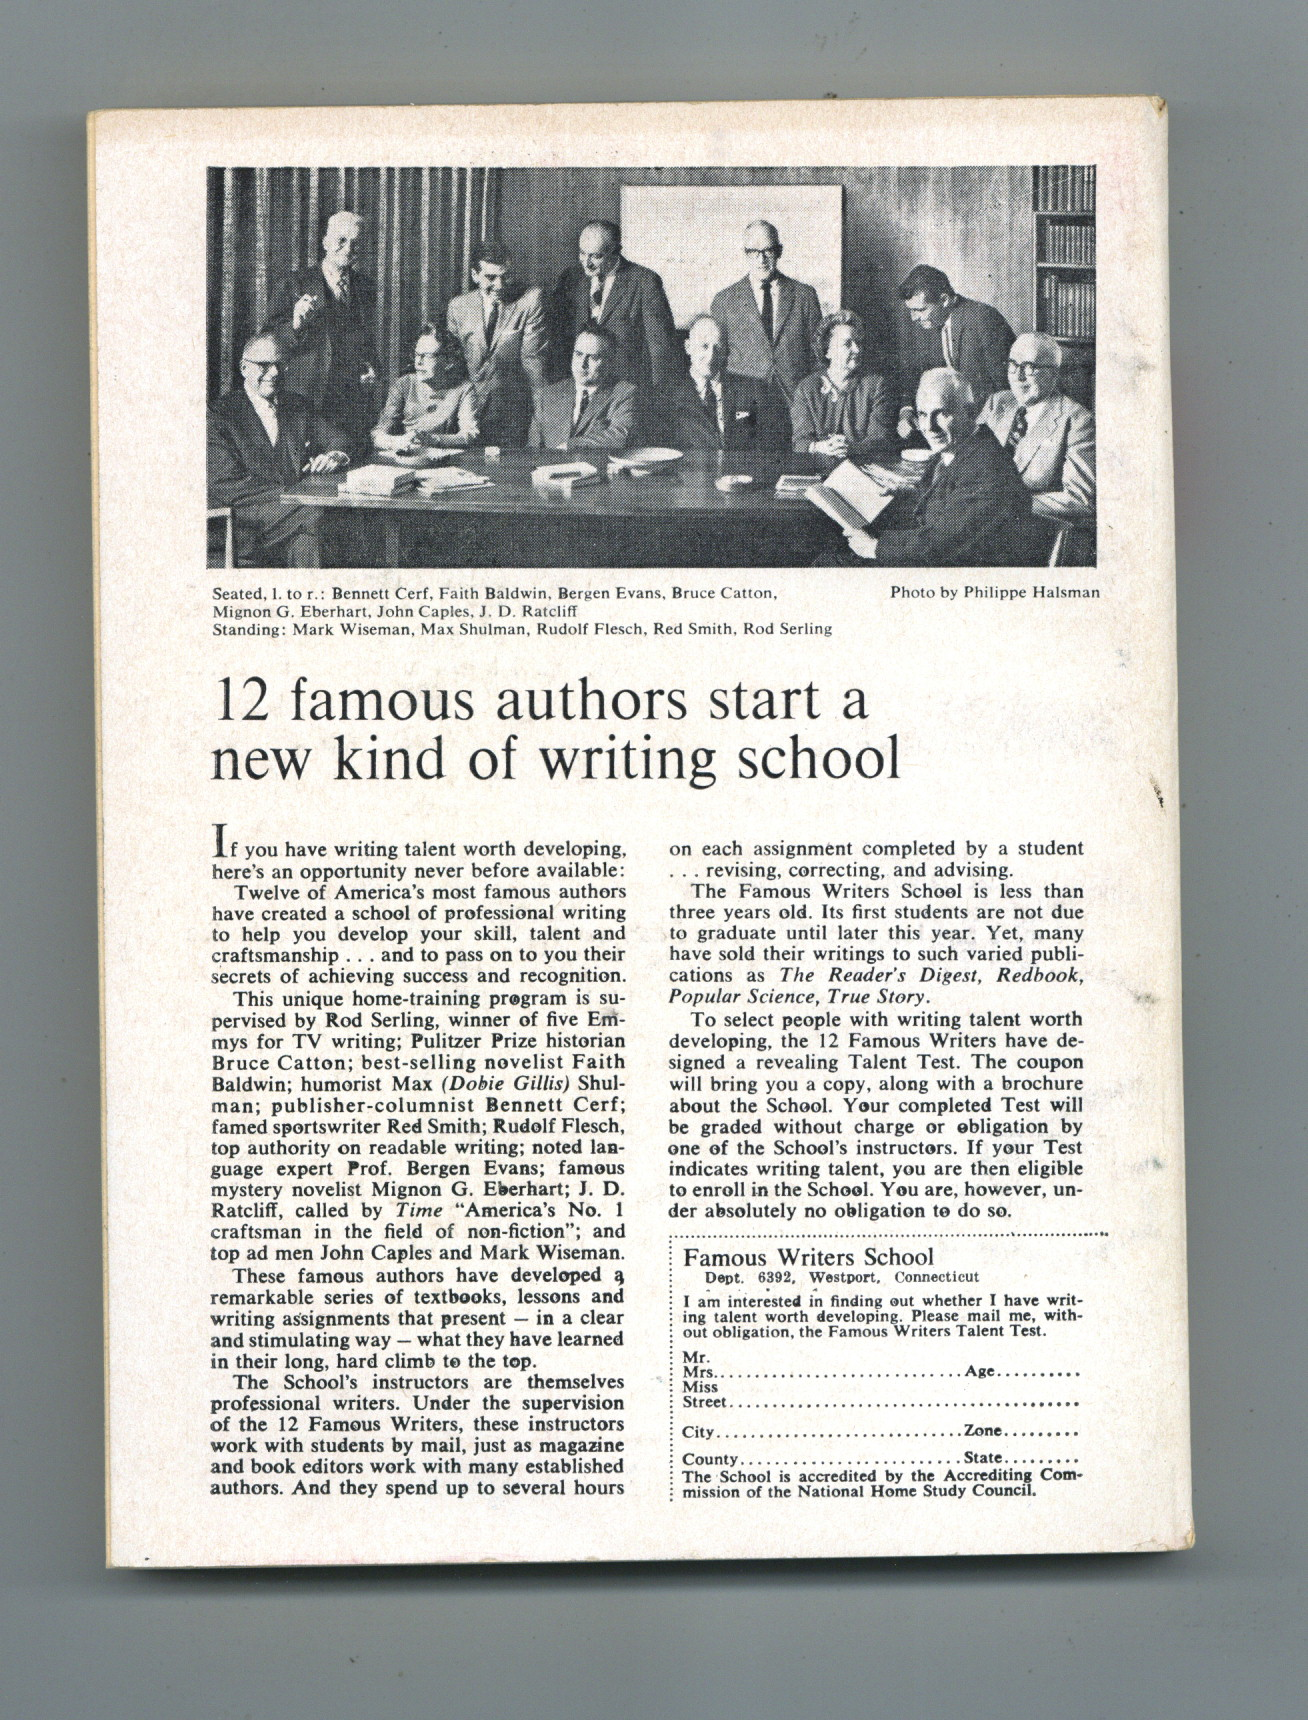 Seated, l. to r.: Bennett Cerf, Faith Baldwin, Bergen Evans, Bruce Catton,
Mignon G. Eberhart, John Caples, J. D. Ratcliff
Standing: Mark Wiseman, Max Shulman, Rudolf Flesch, Red Smith, Rod Serling
Photo by Philippe Halsman
12 famous authors start a
new kind of writing school
If you have writing talent worth developing,
here's an opportunity never before available:
Twelve of America's most famous authors
have created a school of professional writing
to help you develop your skill, talent and
craftsmanship . . . and to pass on to you their
secrets of achieving success and recognition.
This unique home-training program is su-
pervised by Rod Serling, winner of five Em-
mys for TV writing; Pulitzer Prize historian
Bruce Catton; best-selling novelist Faith
Baldwin; humorist Max (Dobie Gillis) Shul-
man; publisher-columnist Bennett Cerf;
famed sportswriter Red Smith; Rudolf Flesch,
top authority on readable writing; noted lan-
guage expert Prof. Bergen Evans; famous
mystery novelist Mignon G. Eberhart; J. D.
Ratcliff, called by Time "America's No. 1
craftsman in the field of non-fiction"; and
top ad men John Caples and Mark Wiseman.
These famous authors have developed a
remarkable series of textbooks, lessons and
writing assignments that present — in a clear
and stimulating way — what they have learned
in their long, hard climb to the top.
The School's instructors are themselves
professional writers. Under the supervision
of the 12 Famous Writers, these instructors
work with students by mail, just as magazine
and book editors work with many established
authors. And they spend up to several hours
on each assignment completed by a student
. . . revising, correcting, and advising.
The Famous Writers School is less than
three years old. Its first students are not due
to graduate until later this year. Yet, many
have sold their writings to such varied publi-
cations as The Reader's Digest, Redbook,
Popular Science, True Story.
To select people with writing talent worth
developing, the 12 Famous Writers have de-
signed a revealing Talent Test. The coupon
will bring you a copy, along with a brochure
about the School. Your completed Test will
be graded without charge or obligation by
one of the School's instructors. If your Test
indicates writing talent, you are then eligible
to enroll in the School. You are, however, un-
der absolutely no obligation to do so.
Famous Writers School
Dept. 6392, Westport, Connecticut
I am interested in finding out whether I have writ-
ing talent worth developing. Please mail me, with-
out obligation, the Famous Writers Talent Test.
Mr.
Mrs..............................Age..........
Miss
Street..........................................
City..............................Zone.........
County..........................State.........
The School is accredited by the Accrediting Com-
mission of the National Home Study Council.